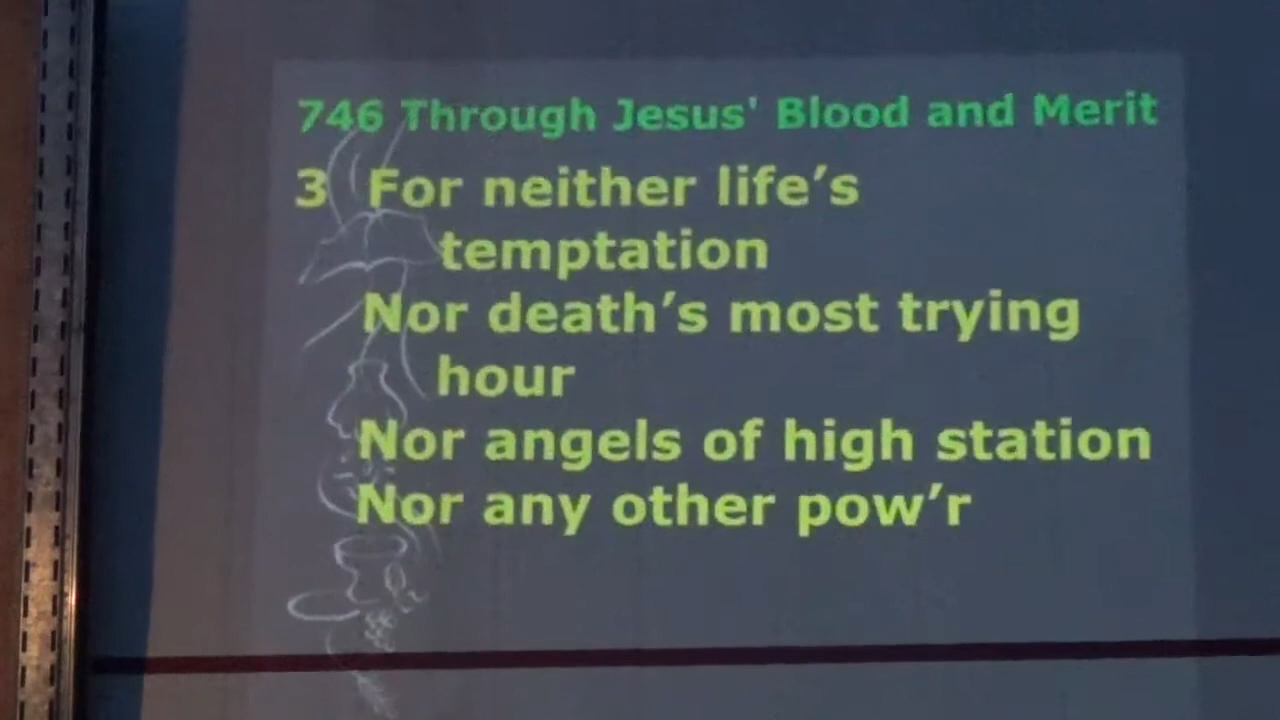 746 Through Jesus' Blood and Merit
3 For neither life’s
temptation
Nor death’s most trying
hour
Nor angels of high station
Nor any other pow’r